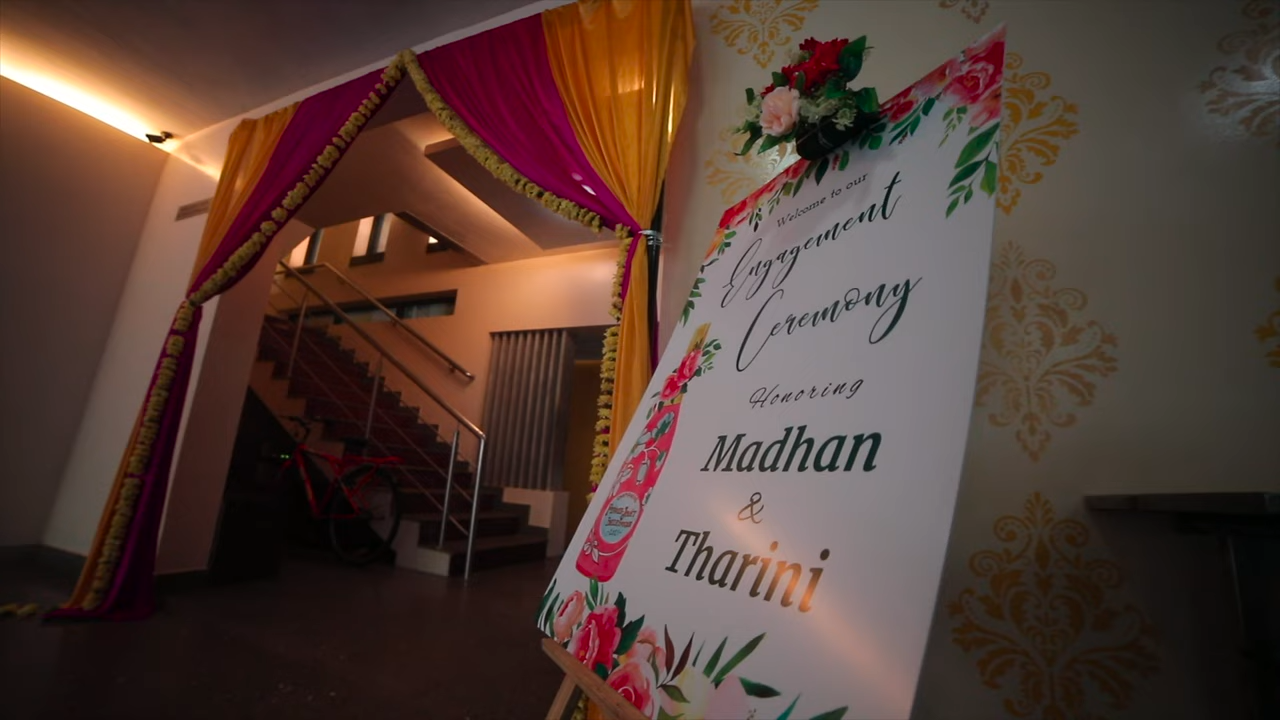 Welcome to our
Engagement
Ceremony
Honoring
Madhan
&
Tharini